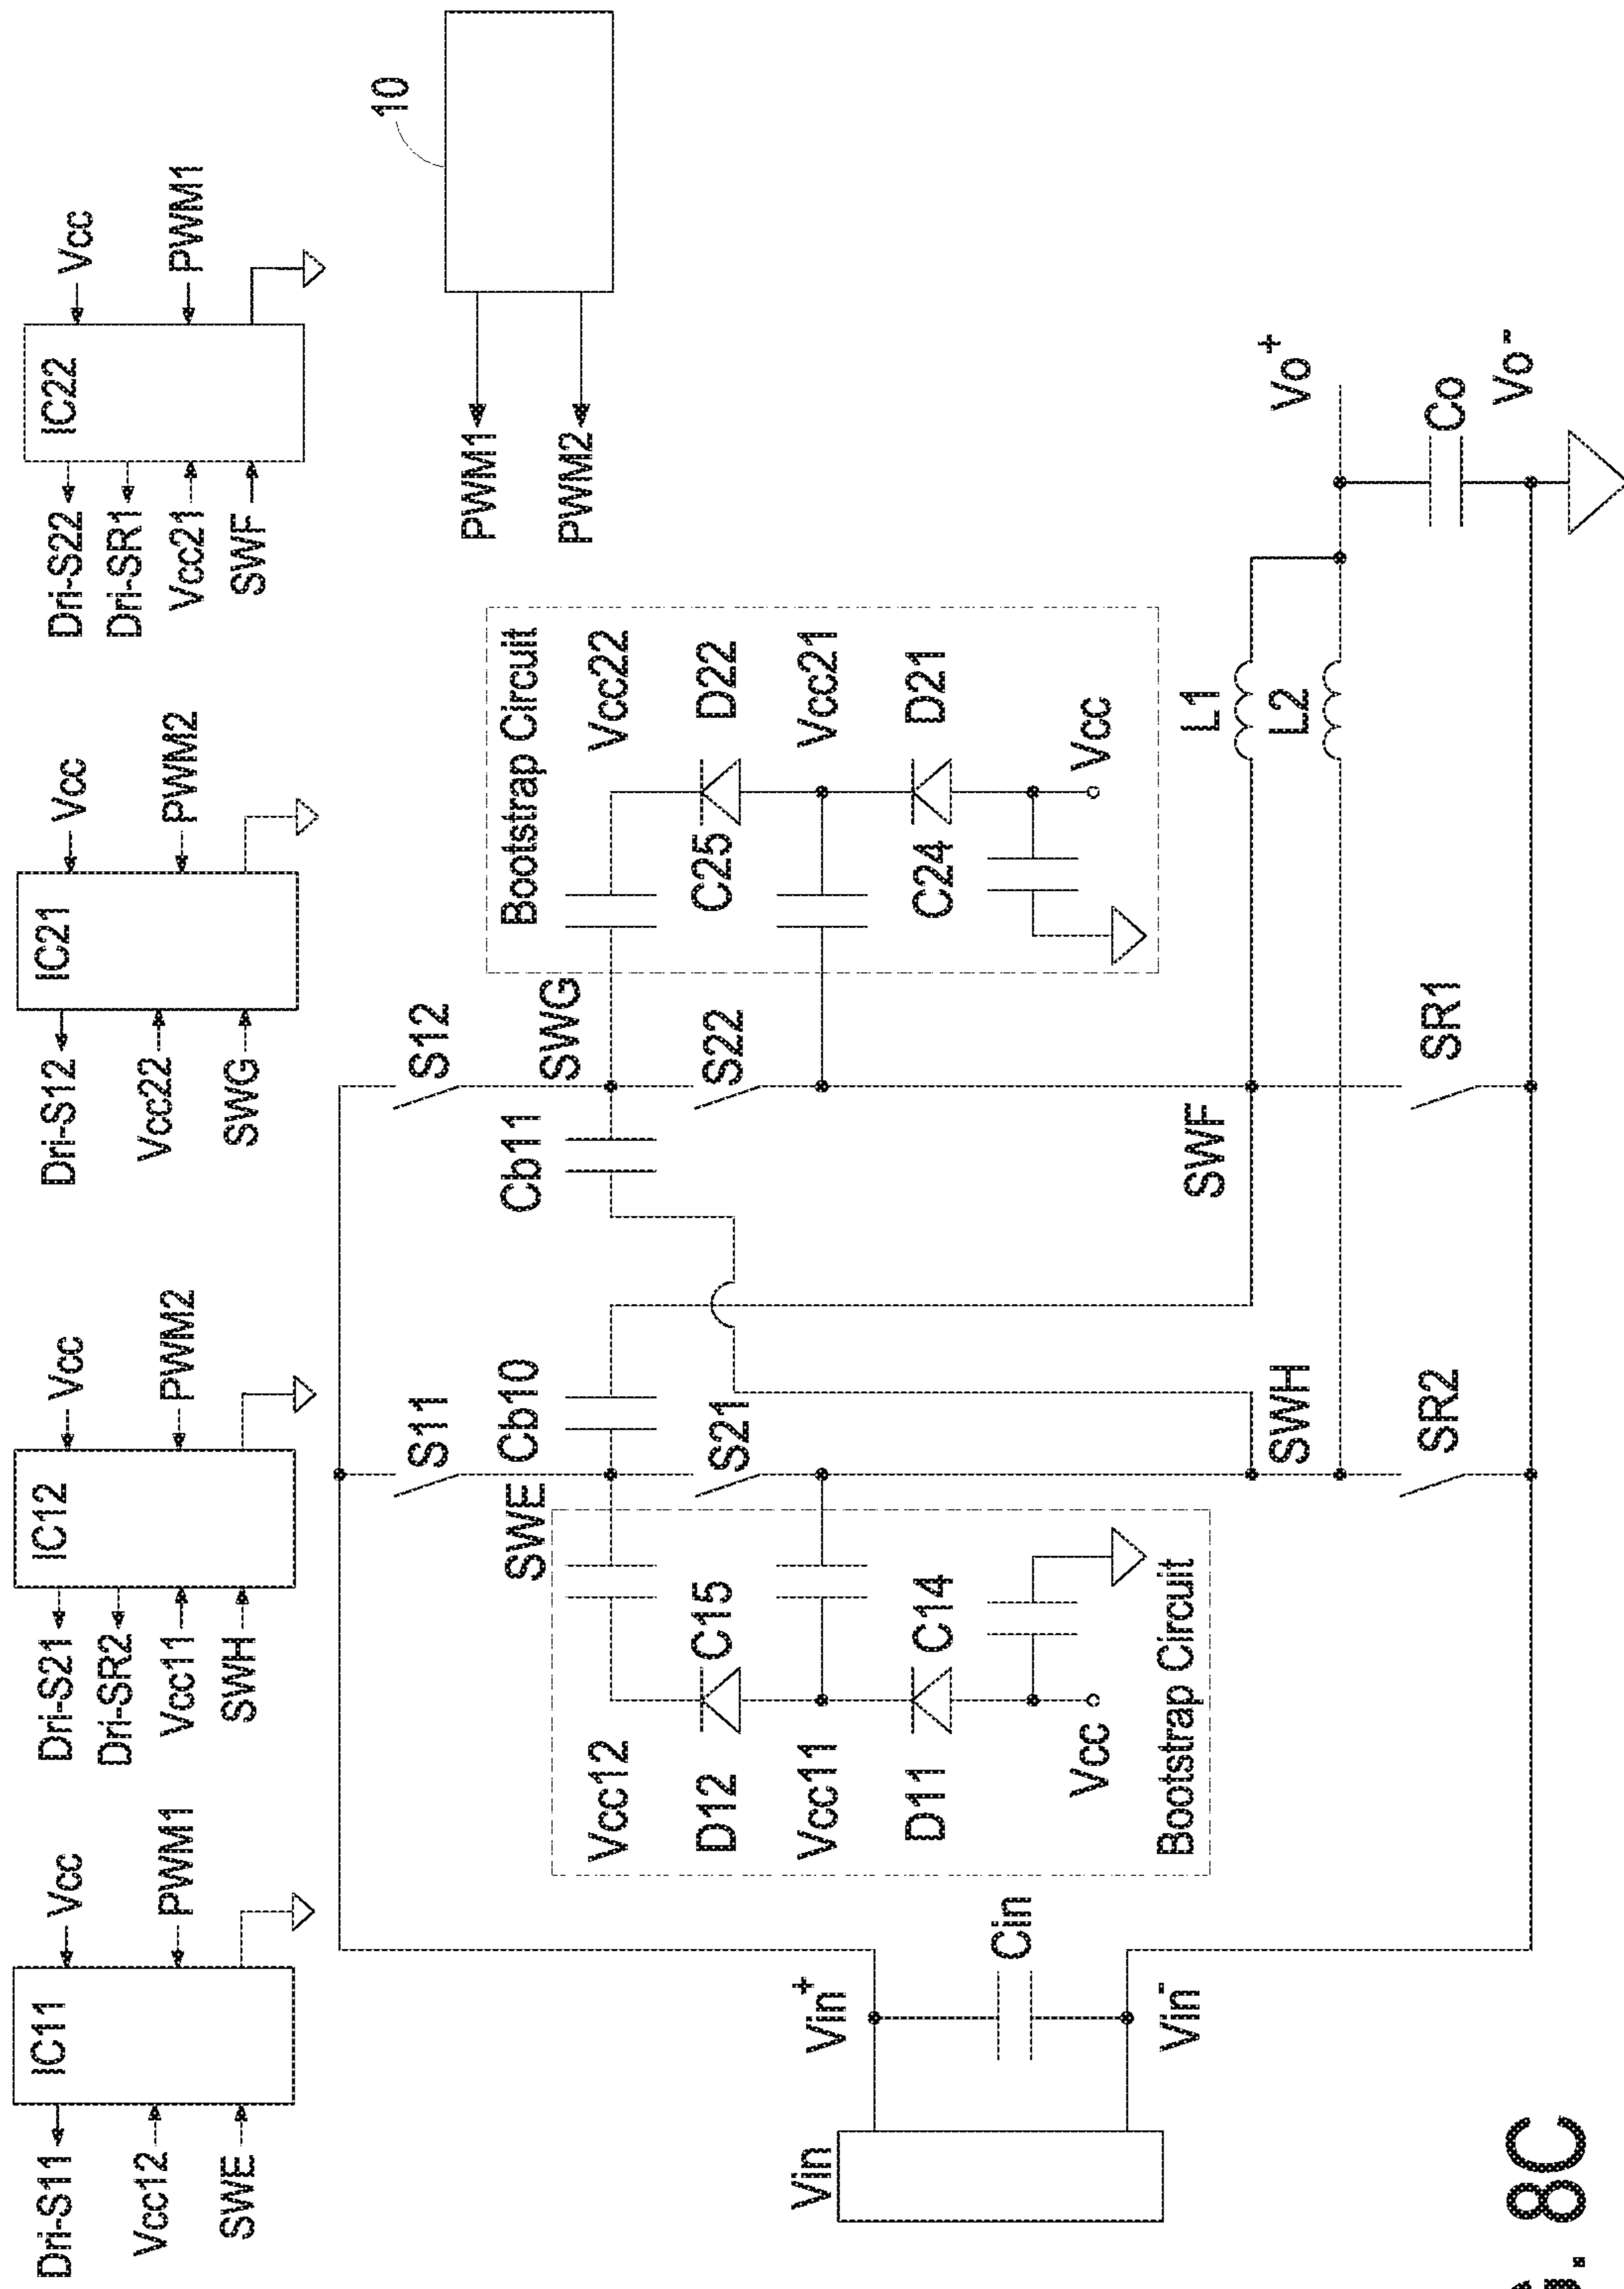 IC11
Dri-S11
Vcc12
SWE
Vcc
PWM1
IC12
Dri-S21
Dri-SR2
Vcc11
SWH
Vcc
PWM2
IC21
Dri-S12
Vcc22
SWG
Vcc
PWM2
IC22
Dri-S22
Dri-SR1
Vcc21
SWF
Vcc
PWM1
10
PWM1
PWM2
S11
S12
SWE
Cb10
Cb11
SWG
Bootstrap Circuit
Vcc12
Vcc22
D12
C15
S21
S22
C25
D22
Vcc11
Vcc21
D11
C14
C24
D21
Vcc
Vcc
Bootstrap Circuit
Vin
Vin+
Cin
Vin-
SWF
L1
SWH
L2
Vo+
SR2
SR1
Co
Vo-
8C